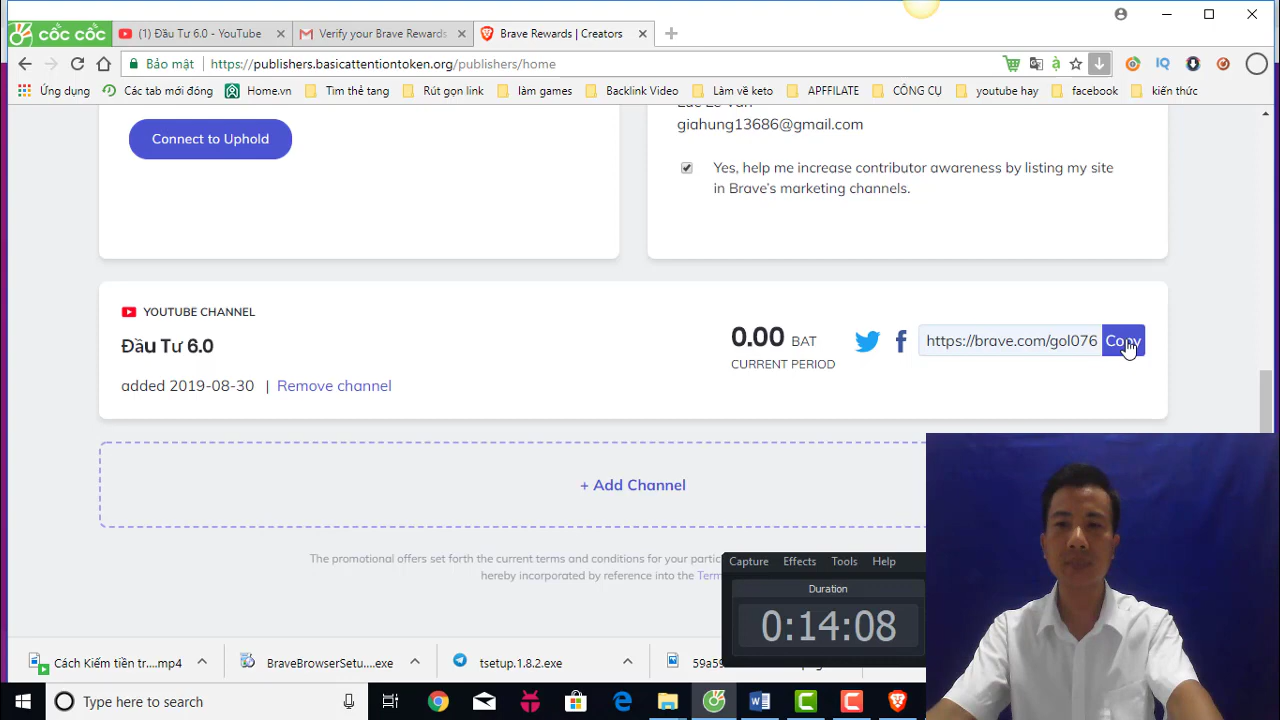 cốc cốc
(1) Đầu Tư 6.0 - YouTube
Verify your Brave Rewards
Brave Rewards | Creators
Bảo mật
https://publishers.basicattentiontoken.org/publishers/home
Ứng dụng
Các tab mới đóng
Home.vn
Tìm thẻ tang
Rút gọn link
làm games
Backlink Video
Làm về keto
APFFILATE
CÔNG CỤ
youtube hay
facebook
kiến thức
Connect to Uphold
giahung13686@gmail.com
Yes, help me increase contributor awareness by listing my site
in Brave's marketing channels.
YOUTUBE CHANNEL
Đầu Tư 6.0
added 2019-08-30 | Remove channel
0.00 BAT
CURRENT PERIOD
https://brave.com/gol076
Copy
+ Add Channel
The promotional offers set forth the current terms and conditions for your
hereby incorporated by reference into the
Capture Effects Tools Help
Duration
0:14:08
Cách Kiếm tiền tr....mp4
BraveBrowserSetu....exe
tsetup.1.8.2.exe
Type here to search